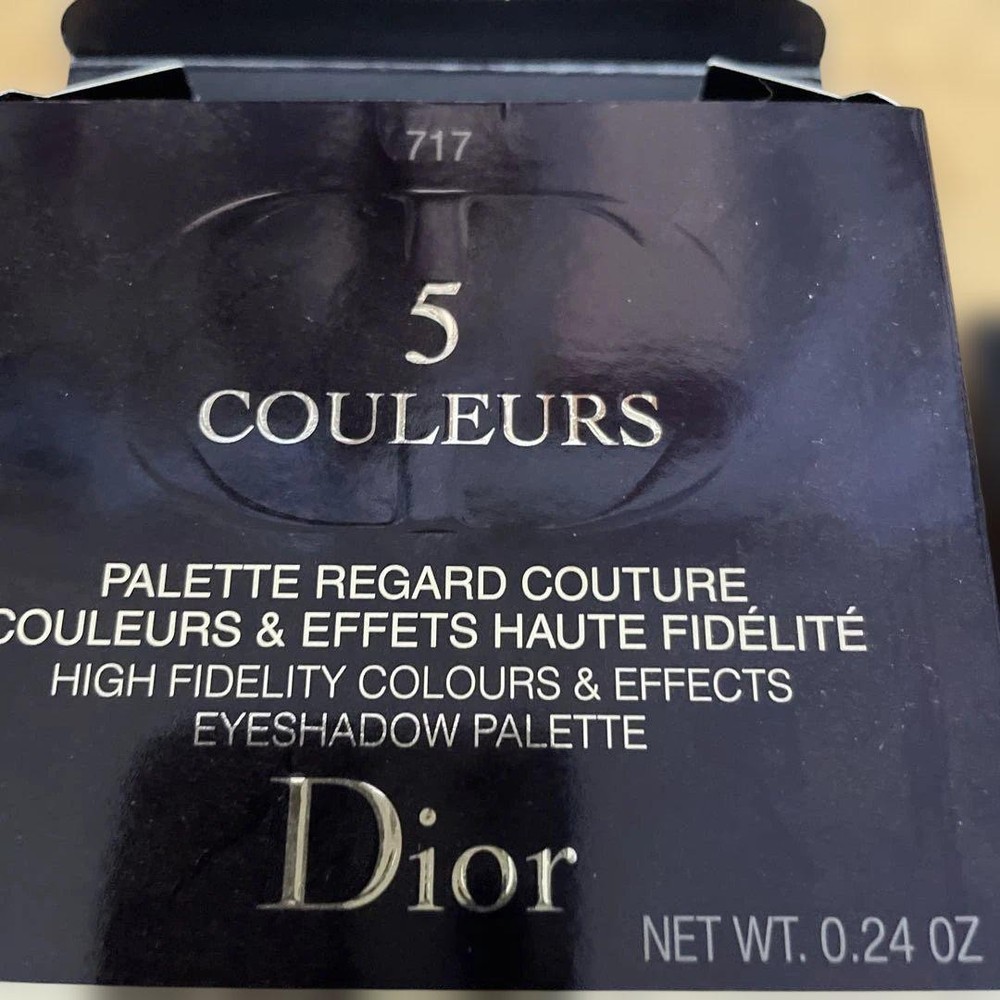 717
5
COULEURS
PALETTE REGARD COUTURE
COULEURS & EFFETS HAUTE FIDÉLITÉ
HIGH FIDELITY COLOURS & EFFECTS
EYESHADOW PALETTE
Dior
NET WT. 0.24 OZ